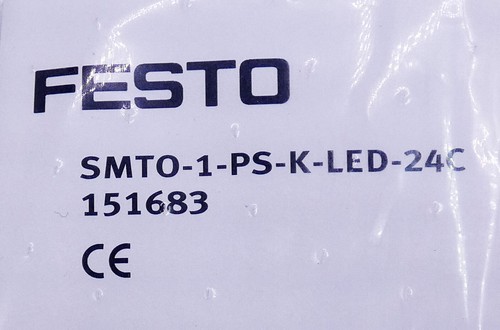 FESTO
SMTO-1-PS-K-LED-24C
151683
CE